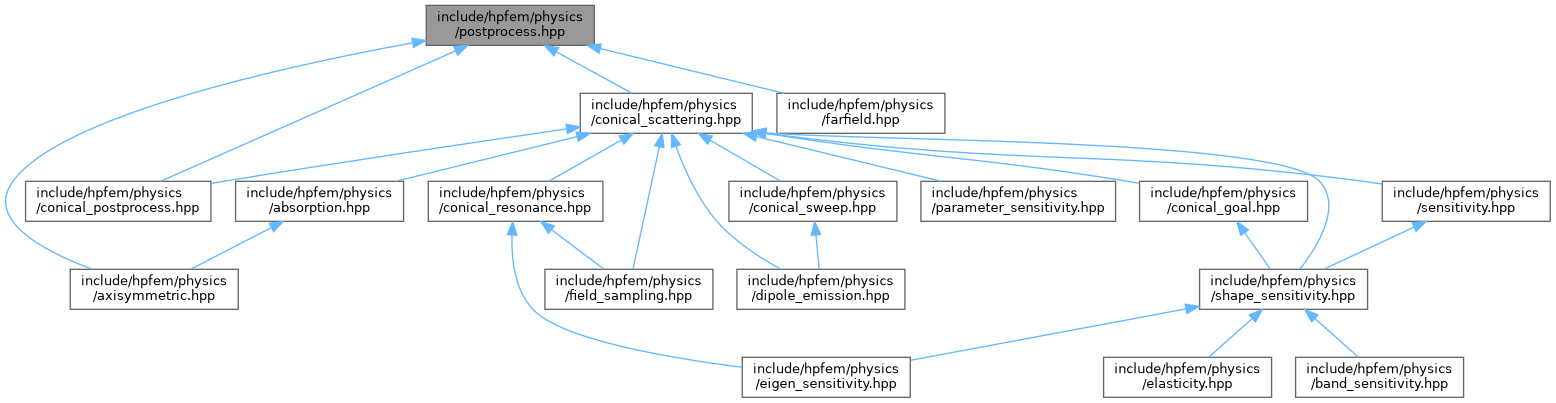 include/hpfem/physics
/postprocess.hpp
include/hpfem/physics
/conical_scattering.hpp
include/hpfem/physics
/farfield.hpp
include/hpfem/physics
/conical_postprocess.hpp
include/hpfem/physics
/absorption.hpp
include/hpfem/physics
/conical_resonance.hpp
include/hpfem/physics
/conical_sweep.hpp
include/hpfem/physics
/parameter_sensitivity.hpp
include/hpfem/physics
/conical_goal.hpp
include/hpfem/physics
/sensitivity.hpp
include/hpfem/physics
/axisymmetric.hpp
include/hpfem/physics
/field_sampling.hpp
include/hpfem/physics
/dipole_emission.hpp
include/hpfem/physics
/shape_sensitivity.hpp
include/hpfem/physics
/eigen_sensitivity.hpp
include/hpfem/physics
/elasticity.hpp
include/hpfem/physics
/band_sensitivity.hpp